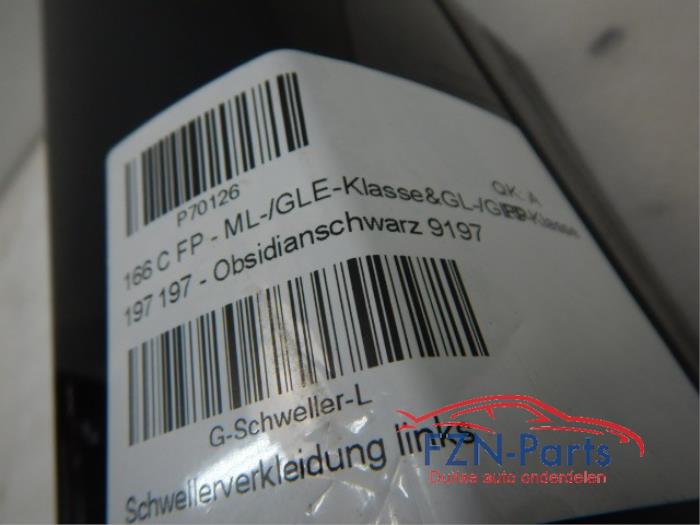 P70126
QK: A
166 C FP - ML-/GLE-Klasse&GL-/GLE-Klasse
197 197 - Obsidianschwarz 9197
G-Schweller-L
Schwellerverkleidung links
FZN-Parts
Duitse auto onderdelen